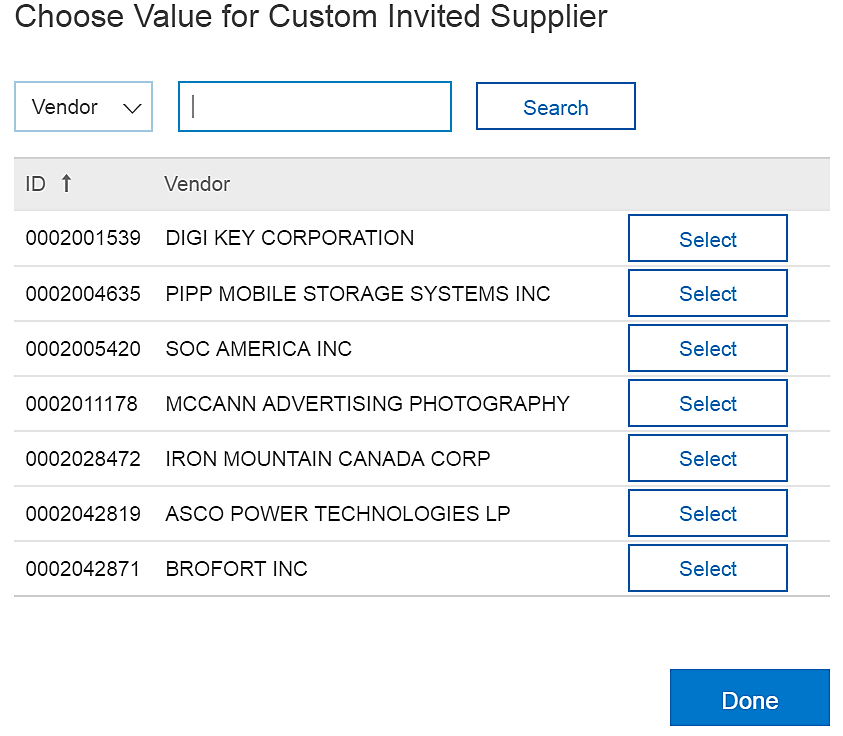 Choose Value for Custom Invited Supplier
Vendor Search
ID ↑ Vendor
0002001539 DIGI KEY CORPORATION Select
0002004635 PIPP MOBILE STORAGE SYSTEMS INC Select
0002005420 SOC AMERICA INC Select
0002011178 MCCANN ADVERTISING PHOTOGRAPHY Select
0002028472 IRON MOUNTAIN CANADA CORP Select
0002042819 ASCO POWER TECHNOLOGIES LP Select
0002042871 BROFORT INC Select
Done